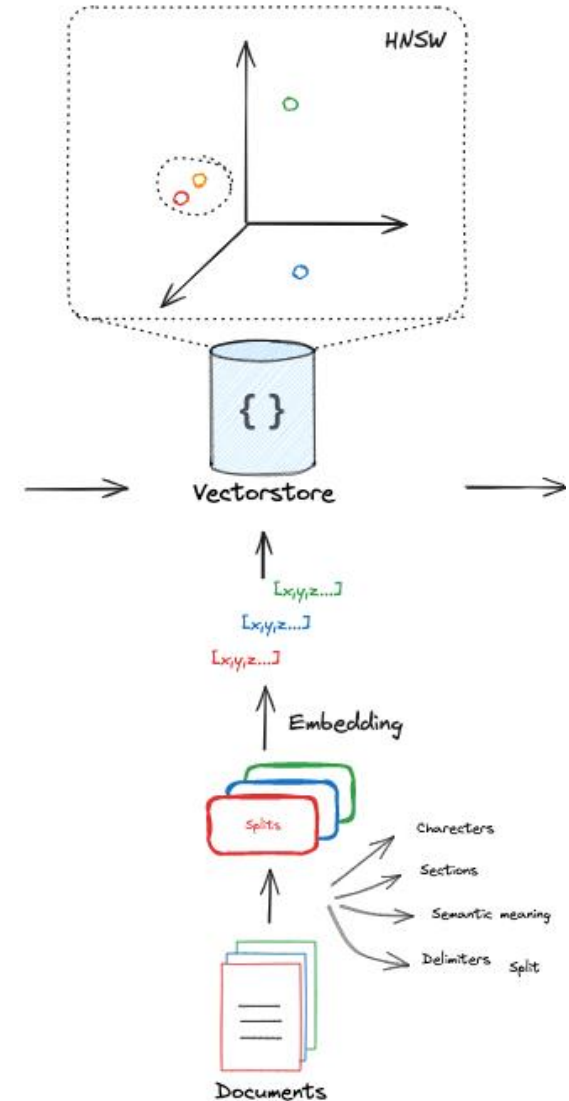 HNSW
{ }
Vectorstore
[x,y,z...]
[x,y,z...]
[x,y,z...]
Embedding
Splits
Charecters
Sections
Semantic meaning
Delimiters Split
Documents